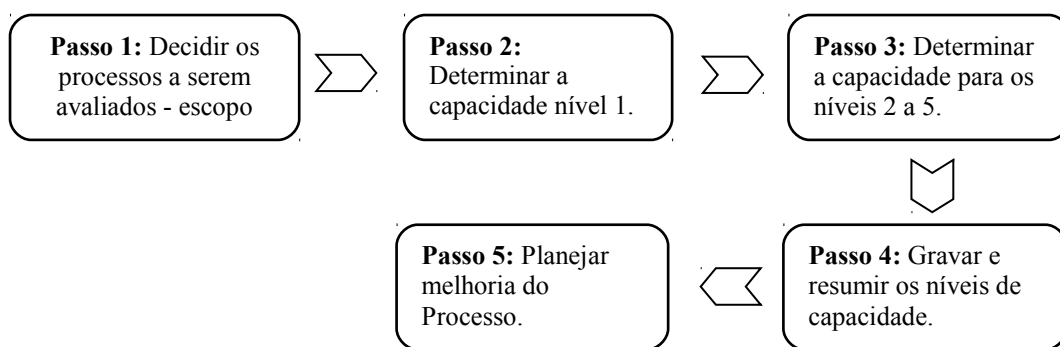 Passo 1: Decidir os
processos a serem
avaliados - escopo
Passo 2:
Determinar a
capacidade nível 1.
Passo 3: Determinar
a capacidade para os
níveis 2 a 5.
Passo 4: Gravar e
resumir os níveis de
capacidade.
Passo 5: Planejar
melhoria do
Processo.